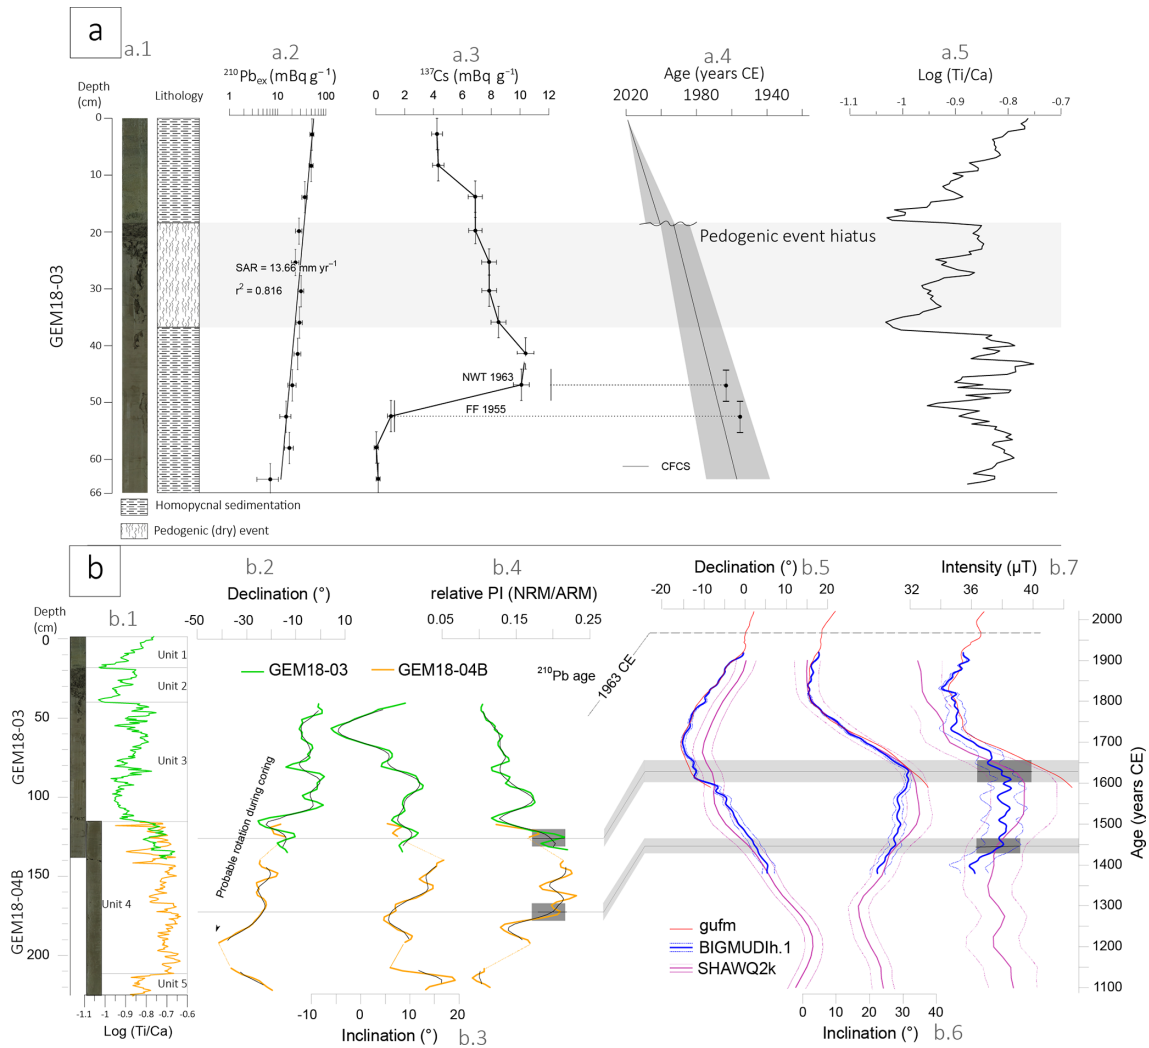 a
a.1
a.2
a.3
a.4
a.5
Depth
(cm)
Lithology
²¹⁰Pbₑₓ (mBq g⁻¹)
1 10 100
¹³⁷Cs (mBq g⁻¹)
0 2 4 6 8 10 12
Age (years CE)
2020 1980 1940
Log (Ti/Ca)
-1.1 -1 -0.9 -0.8 -0.7
GEM18-03
0
10
20
30
40
50
60
66
SAR = 13.66 mm yr⁻¹
r² = 0.816
Pedogenic event hiatus
NWT 1963
FF 1955
CFCS
Homopycnal sedimentation
Pedogenic (dry) event
b
b.1
b.2
b.4
b.5
b.7
Depth
(cm)
Declination (°)
-50 -30 -10 10
relative PI (NRM/ARM)
0.05 0.15 0.25
Declination (°)
-20 -10 0 10 20
Intensity (µT)
32 36 40
GEM18-03
GEM18-04B
0
50
100
150
200
Unit 1
Unit 2
Unit 3
Unit 4
Unit 5
GEM18-03
GEM18-04B
Probable rotation during coring
²¹⁰Pb age
1963 CE
gufm
BIGMUDIh.1
SHAWQ2k
2000
1900
1800
1700
1600
1500
1400
1300
1200
1100
Age (years CE)
-1.1 -1 -0.9 -0.8 -0.7 -0.6
Log (Ti/Ca)
-10 0 10 20
Inclination (°)
b.3
0 10 20 30 40
Inclination (°)
b.6